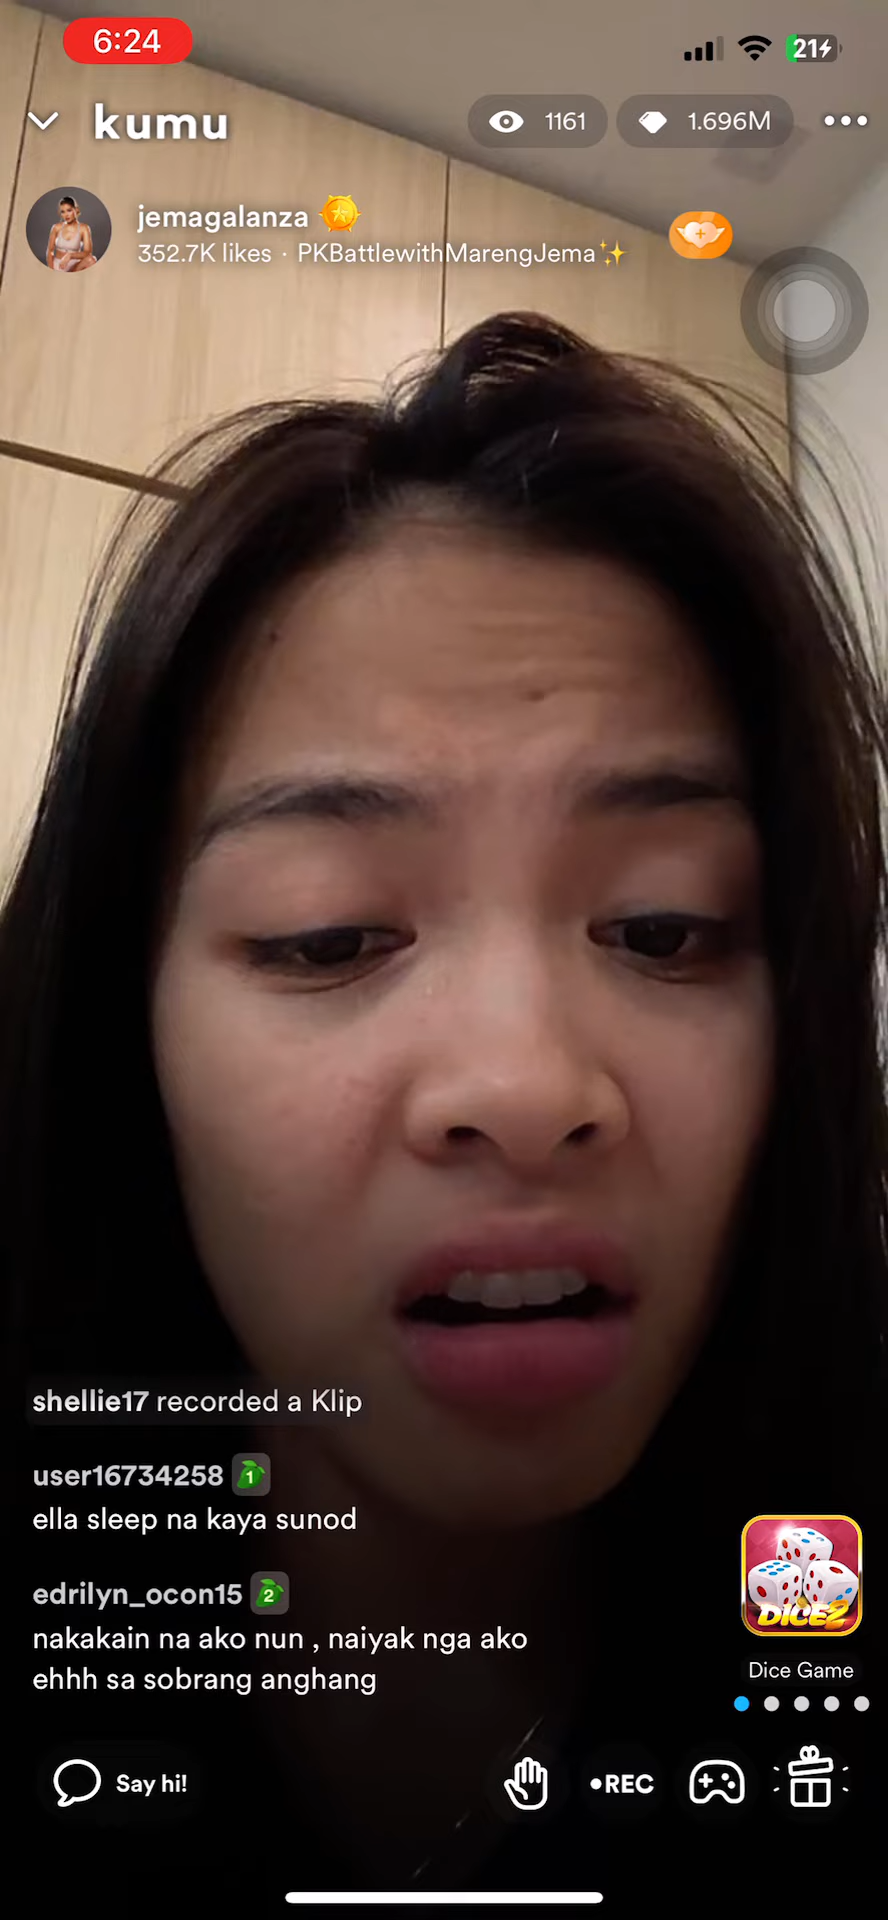 6:24
21
kumu
1161
1.696M
jemagalanza
352.7K likes · PKBattlewithMarengJema✨
shellie17 recorded a Klip
user16734258 1
ella sleep na kaya sunod
edrilyn_ocon15 2
nakakain na ako nun , naiyak nga ako
ehhh sa sobrang anghang
DICE2
Dice Game
Say hi!
•REC